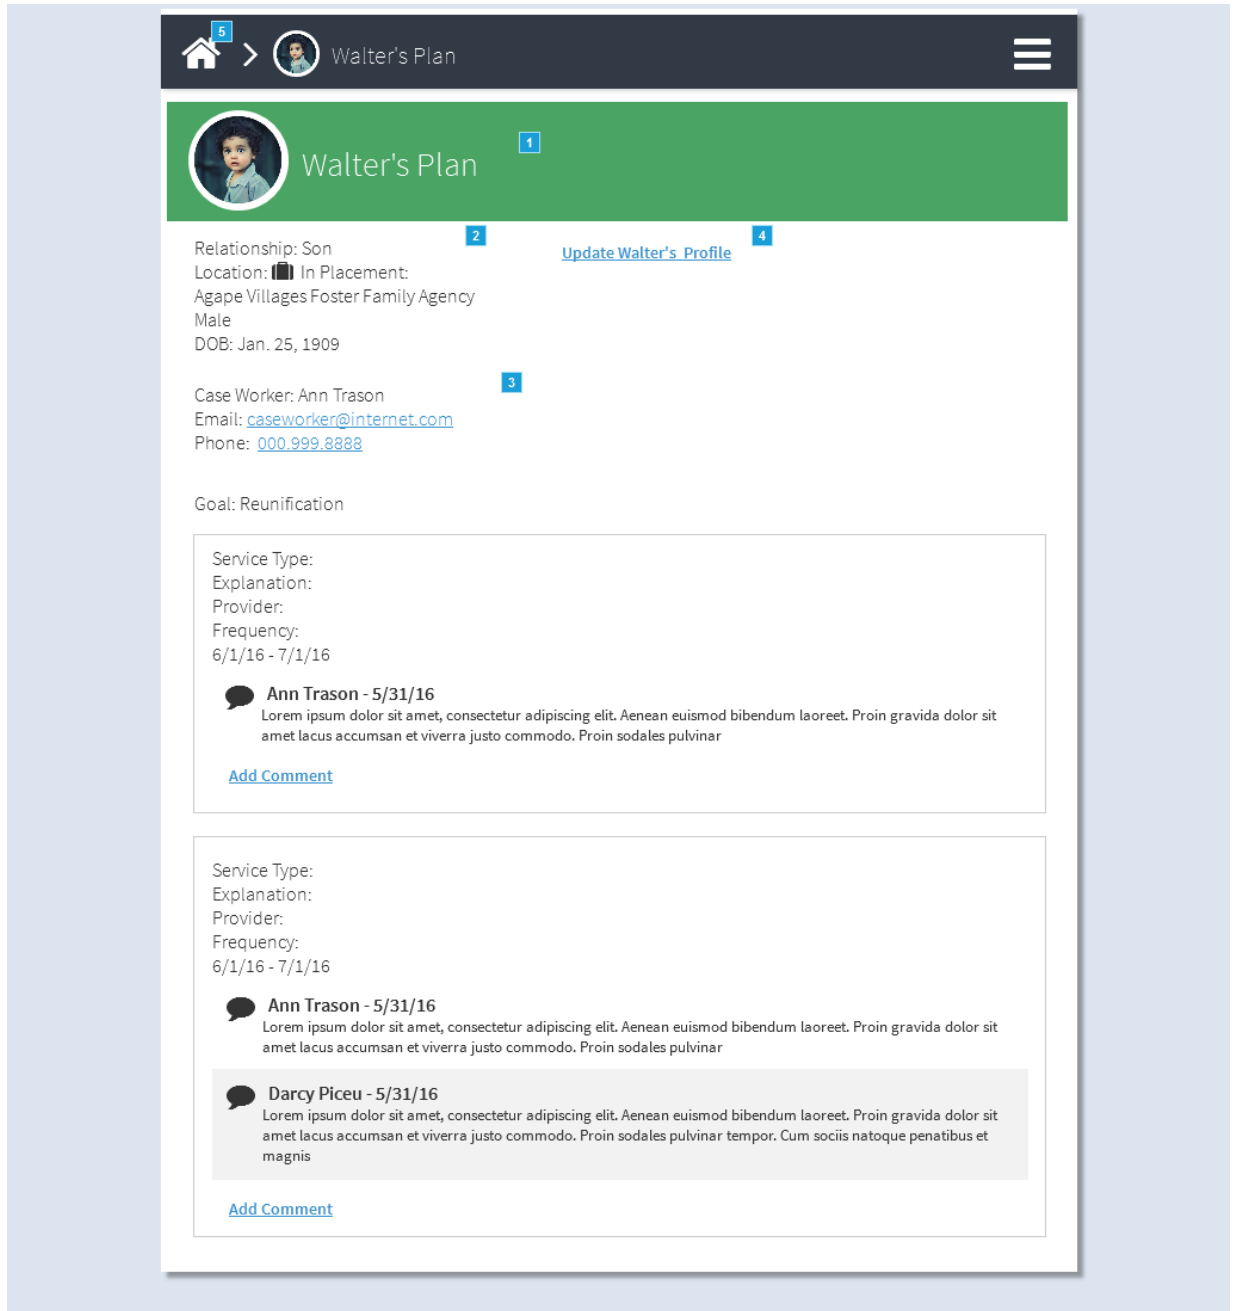 5
Walter's Plan
Walter's Plan
1
Relationship: Son
2
Update Walter's  Profile
4
Location: In Placement:
Agape Villages Foster Family Agency
Male
DOB: Jan. 25, 1909
3
Case Worker: Ann Trason
Email: caseworker@internet.com
Phone: 000.999.8888
Goal: Reunification
Service Type:
Explanation:
Provider:
Frequency:
6/1/16 - 7/1/16
Ann Trason - 5/31/16
Lorem ipsum dolor sit amet, consectetur adipiscing elit. Aenean euismod bibendum laoreet. Proin gravida dolor sit
amet lacus accumsan et viverra justo commodo. Proin sodales pulvinar
Add Comment
Service Type:
Explanation:
Provider:
Frequency:
6/1/16 - 7/1/16
Ann Trason - 5/31/16
Lorem ipsum dolor sit amet, consectetur adipiscing elit. Aenean euismod bibendum laoreet. Proin gravida dolor sit
amet lacus accumsan et viverra justo commodo. Proin sodales pulvinar
Darcy Piceu - 5/31/16
Lorem ipsum dolor sit amet, consectetur adipiscing elit. Aenean euismod bibendum laoreet. Proin gravida dolor sit
amet lacus accumsan et viverra justo commodo. Proin sodales pulvinar tempor. Cum sociis natoque penatibus et
magnis
Add Comment